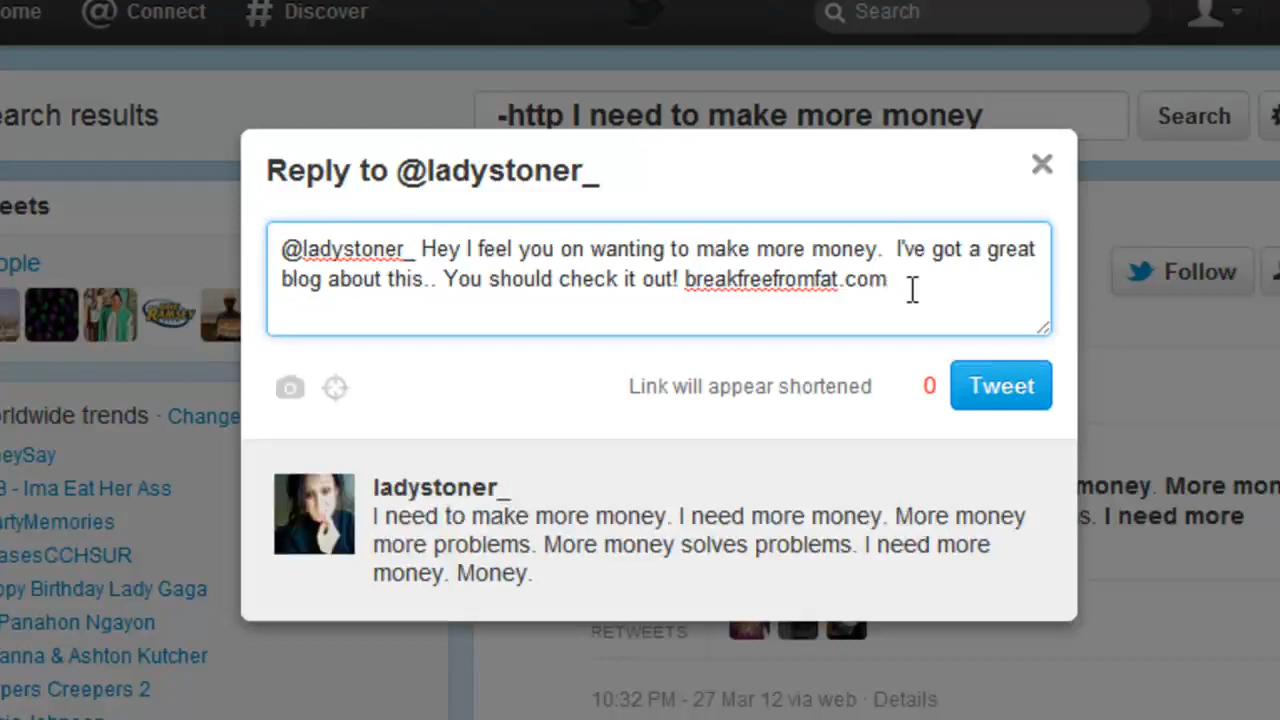 ome @ Connect # Discover Search
earch results -http I need to make more money Search
Reply to @ladystoner_
eets
@ladystoner_ Hey I feel you on wanting to make more money.  I've got a great
blog about this.. You should check it out! breakfreefromfat.com
ople Follow
Link will appear shortened 0 Tweet
orldwide trends · Change
eySay
8 - Ima Eat Her Ass
artyMemories
asesCCHSUR
ppy Birthday Lady Gaga
Panahon Ngayon
anna & Ashton Kutcher
pers Creepers 2
ladystoner_
I need to make more money. I need more money. More money
more problems. More money solves problems. I need more
money. Money.
money. More mon
s. I need more
RETWEETS
10:32 PM - 27 Mar 12 via web · Details